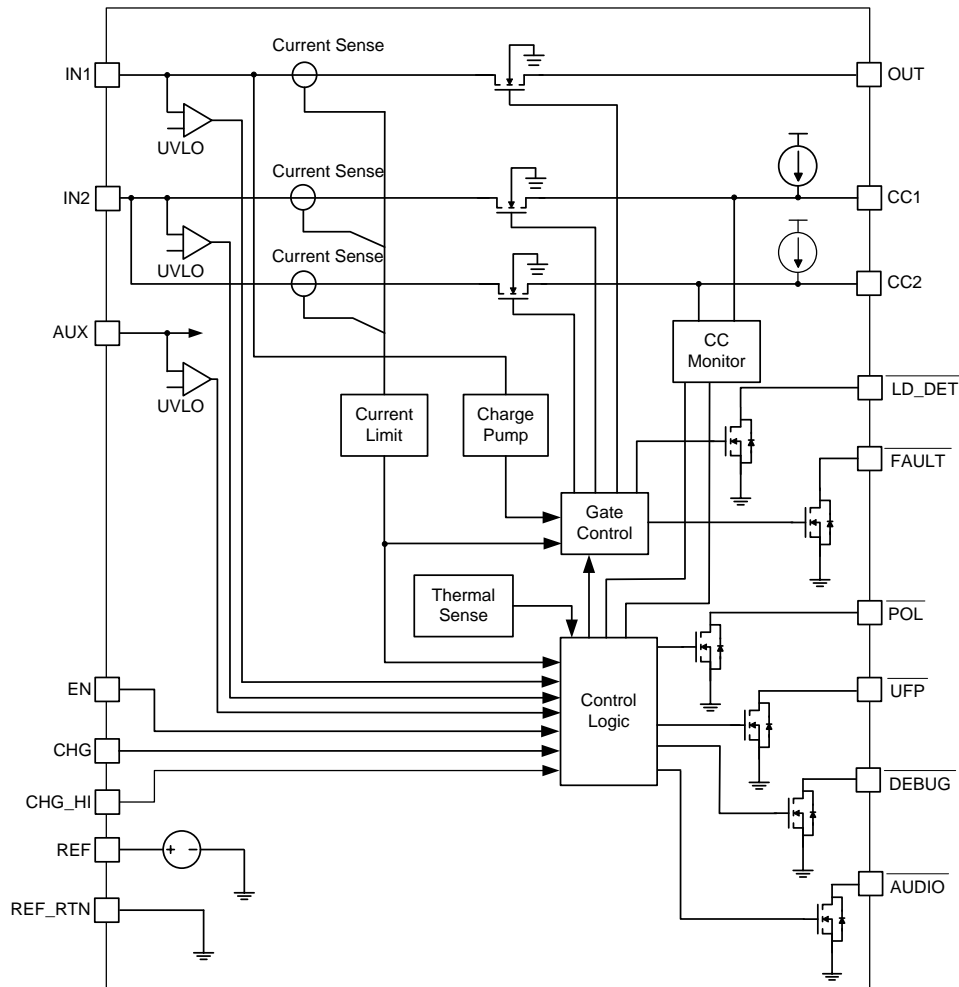 Current Sense
IN1
OUT
UVLO
Current Sense
IN2
CC1
UVLO
Current Sense
CC2
AUX
CC
Monitor
UVLO
LD_DET
Current
Limit
Charge
Pump
FAULT
Gate
Control
Thermal
Sense
POL
EN
UFP
Control
Logic
CHG
DEBUG
CHG_HI
REF
+ -
AUDIO
REF_RTN